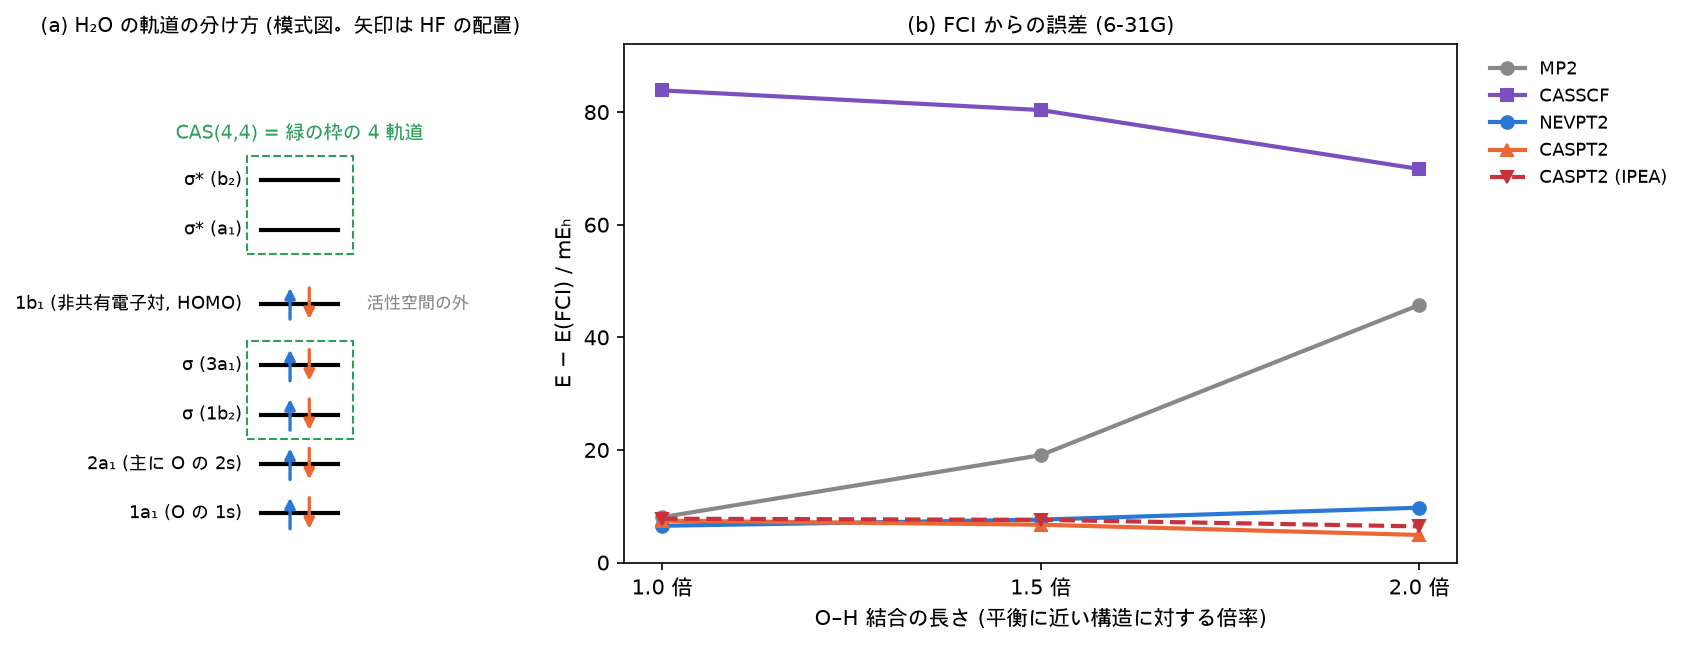 (a) H₂O の軌道の分け方 (模式図。矢印は HF の配置)
CAS(4,4) = 緑の枠の 4 軌道
σ* (b₂)
σ* (a₁)
1b₁ (非共有電子対, HOMO)
活性空間の外
σ (3a₁)
σ (1b₂)
2a₁ (主に O の 2s)
1a₁ (O の 1s)
(b) FCI からの誤差 (6-31G)
E − E(FCI) / mEₕ
80
60
40
20
0
1.0 倍
1.5 倍
2.0 倍
O–H 結合の長さ (平衡に近い構造に対する倍率)
MP2
CASSCF
NEVPT2
CASPT2
CASPT2 (IPEA)